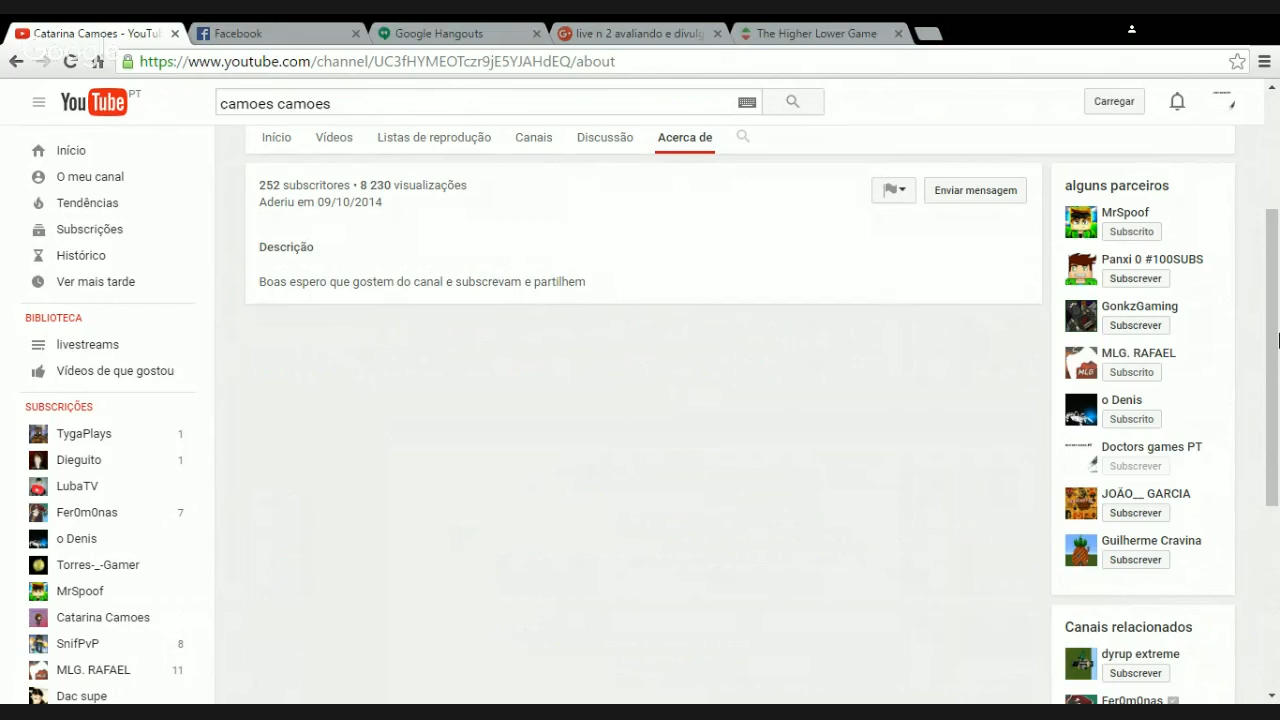 Catarina Camoes - YouTu
Facebook
Google Hangouts
live n 2 avaliando e divulg
The Higher Lower Game
https://www.youtube.com/channel/UC3fHYMEOTczr9jE5YJAHdEQ/about
YouTube PT
camoes camoes
Carregar
Início
Vídeos
Listas de reprodução
Canais
Discussão
Acerca de
Início
O meu canal
Tendências
Subscrições
Histórico
Ver mais tarde
BIBLIOTECA
livestreams
Vídeos de que gostou
SUBSCRIÇÕES
TygaPlays 1
Dieguito 1
LubaTV
Fer0m0nas 7
o Denis
Torres-_-Gamer
MrSpoof
Catarina Camoes
SnifPvP 8
MLG. RAFAEL 11
Dac supe
252 subscritores • 8 230 visualizações
Aderiu em 09/10/2014
Enviar mensagem
Descrição
Boas espero que gostem do canal e subscrevam e partilhem
alguns parceiros
MrSpoof
Subscrito
Panxi 0 #100SUBS
Subscrever
GonkzGaming
Subscrever
MLG. RAFAEL
Subscrito
o Denis
Subscrito
Doctors games PT
Subscrever
JOÃO__ GARCIA
Subscrever
Guilherme Cravina
Subscrever
Canais relacionados
dyrup extreme
Subscrever
Fer0m0nas